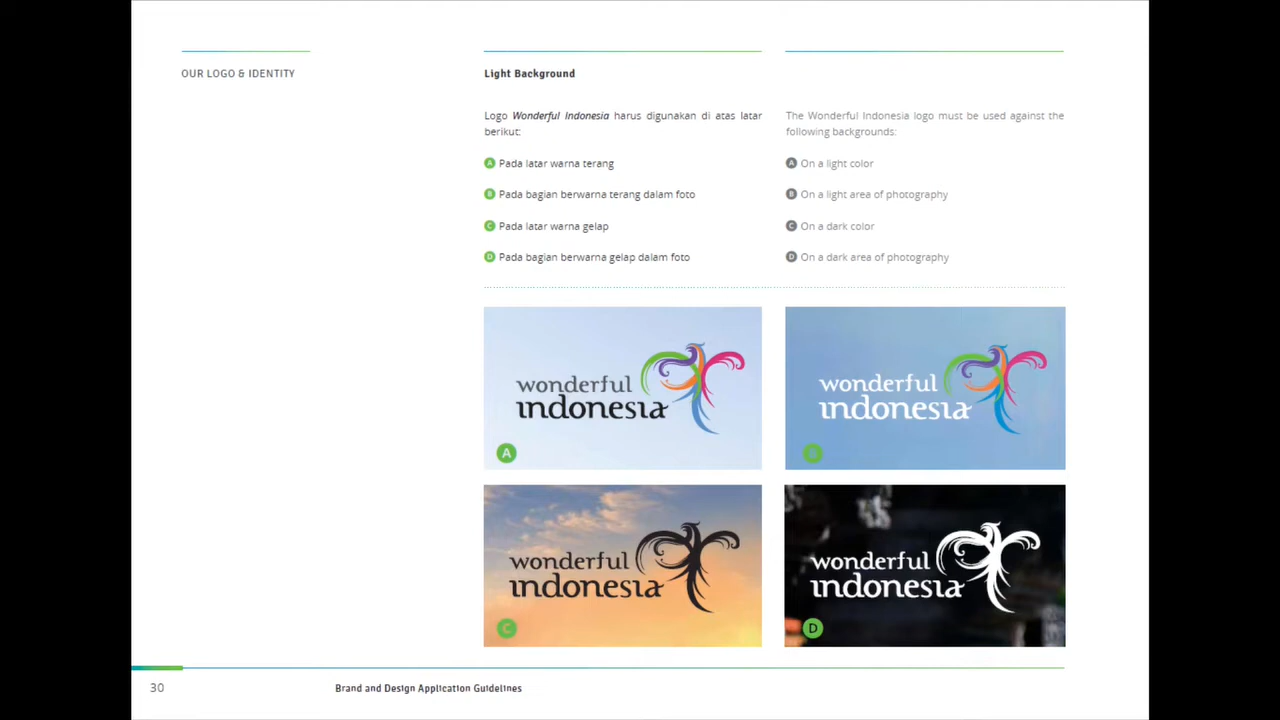 OUR LOGO & IDENTITY
Light Background
Logo Wonderful Indonesia harus digunakan di atas latar
berikut:
A Pada latar warna terang
B Pada bagian berwarna terang dalam foto
C Pada latar warna gelap
D Pada bagian berwarna gelap dalam foto
The Wonderful Indonesia logo must be used against the
following backgrounds:
A On a light color
B On a light area of photography
C On a dark color
D On a dark area of photography
wonderful
indonesia
A
wonderful
indonesia
B
wonderful
indonesia
C
wonderful
indonesia
D
30
Brand and Design Application Guidelines